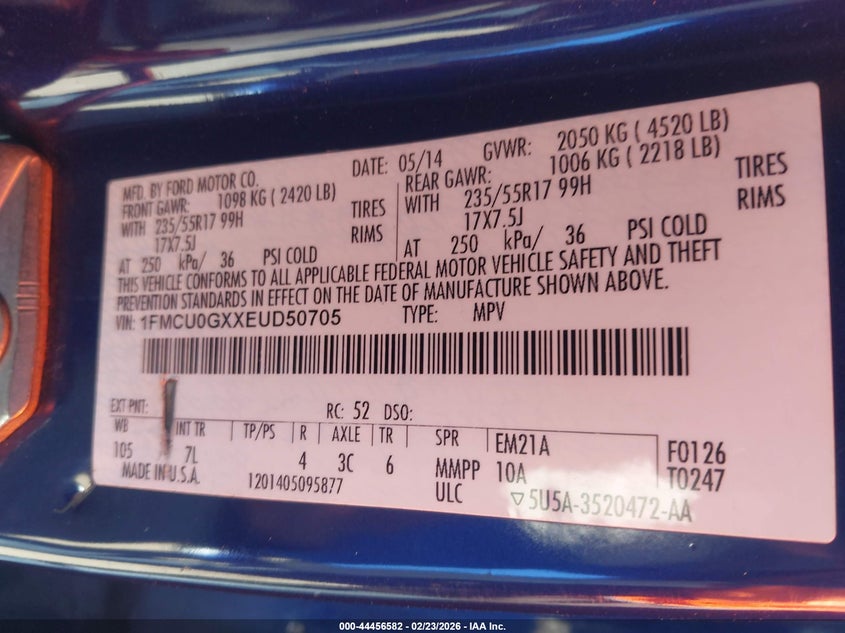 MFD. BY FORD MOTOR CO.
DATE: 05/14 GVWR: 2050 KG ( 4520 LB)
FRONT GAWR: 1098 KG ( 2420 LB)
REAR GAWR: 1006 KG ( 2218 LB)
WITH 235/55R17 99H TIRES
WITH 235/55R17 99H TIRES
17X7.5J RIMS
17X7.5J RIMS
AT 250 kPa/ 36 PSI COLD
AT 250 kPa/ 36 PSI COLD
THIS VEHICLE CONFORMS TO ALL APPLICABLE FEDERAL MOTOR VEHICLE SAFETY AND THEFT
PREVENTION STANDARDS IN EFFECT ON THE DATE OF MANUFACTURE SHOWN ABOVE.
VIN: 1FMCU0GXXEUD50705 TYPE: MPV
EXT PNT: RC: 52 DSO:
WB INT TR TP/PS R AXLE TR SPR EM21A F0126
105 7L 4 3C 6 MMPP 10A T0247
MADE IN U.S.A. 1201405095877 ULC ▽5U5A-3520472-AA
000-44456582 - 02/23/2026 - IAA Inc.